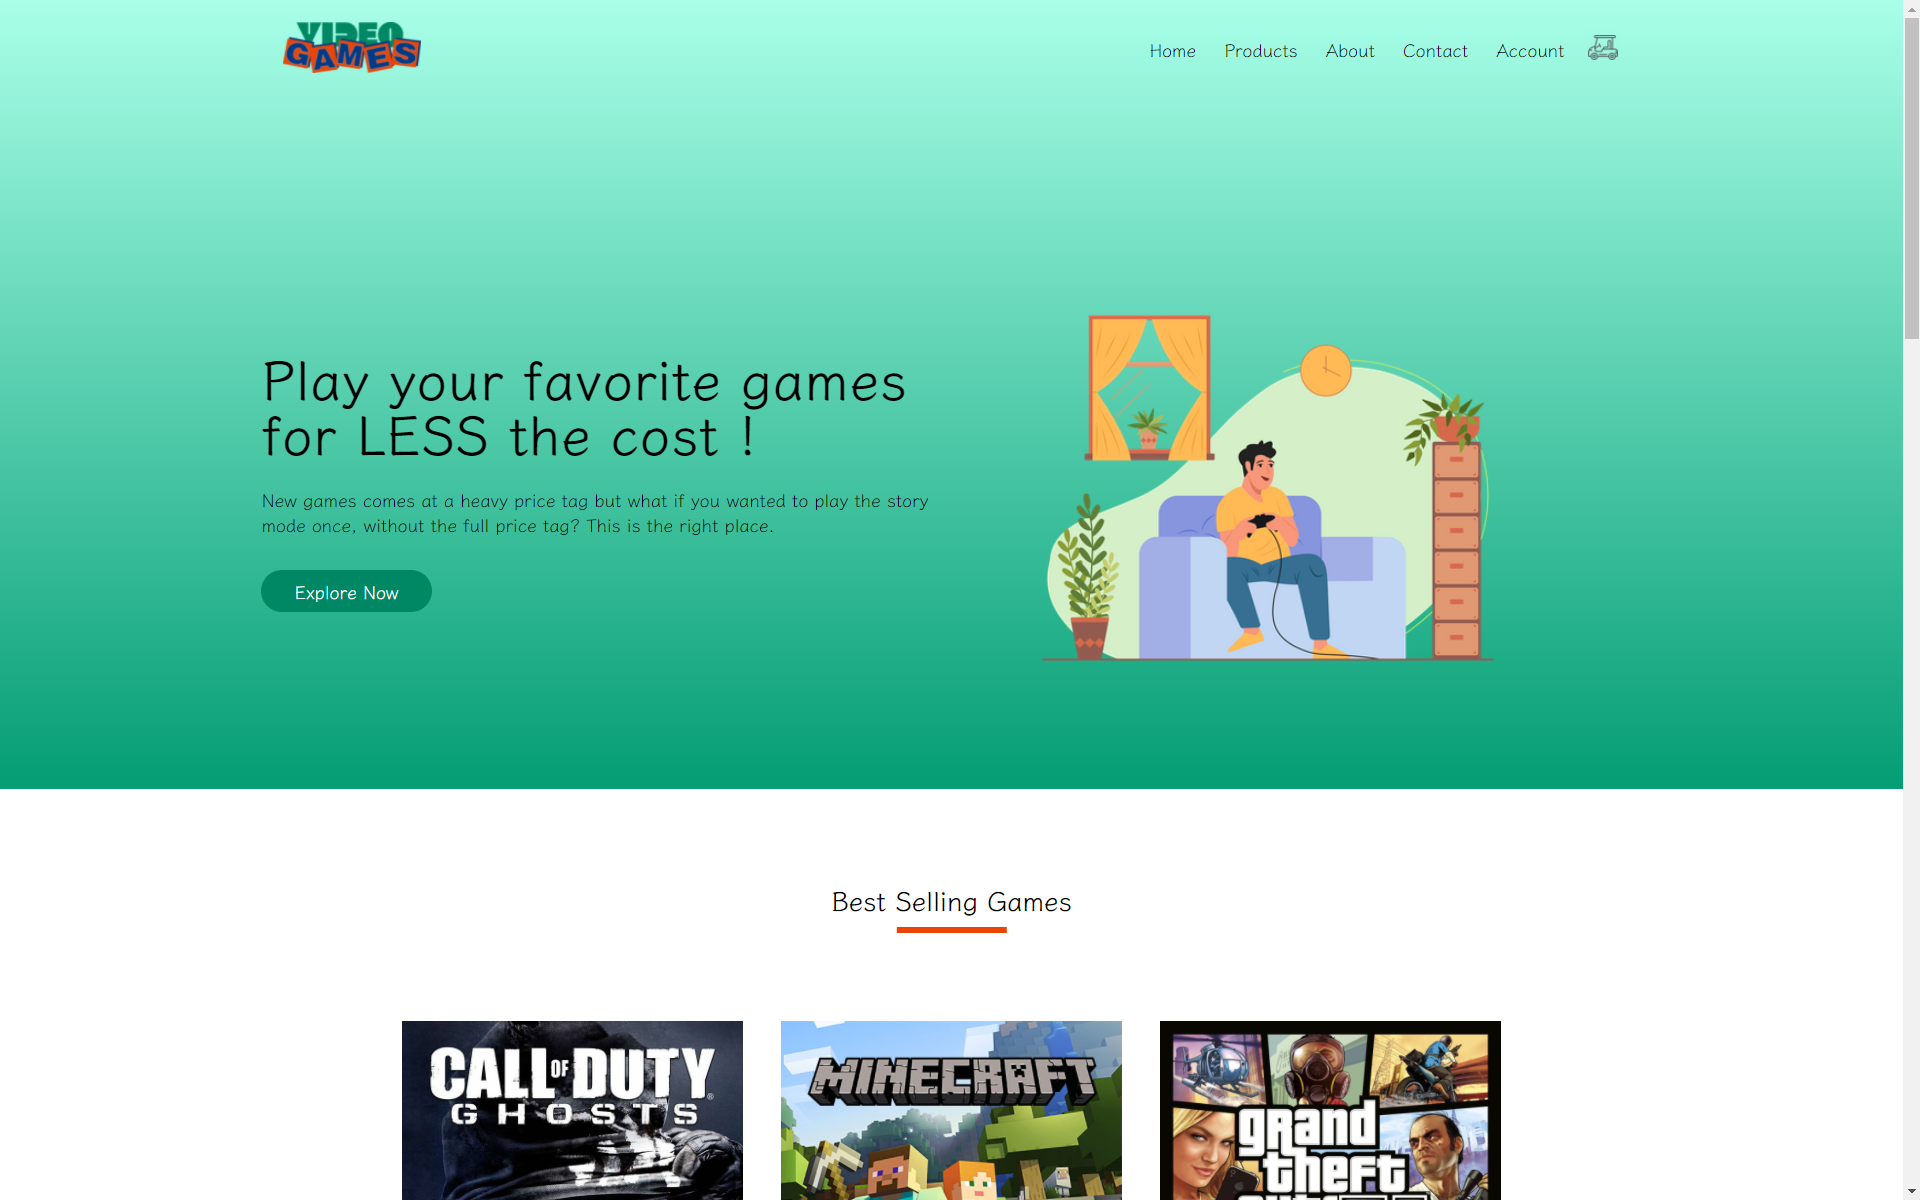 VIDEO
GAMES
Home Products About Contact Account
Play your favorite games
for LESS the cost !
New games comes at a heavy price tag but what if you wanted to play the story
mode once, without the full price tag? This is the right place.
Explore Now
Best Selling Games
CALL OF DUTY
GHOSTS
MINECRAFT
grand
theft